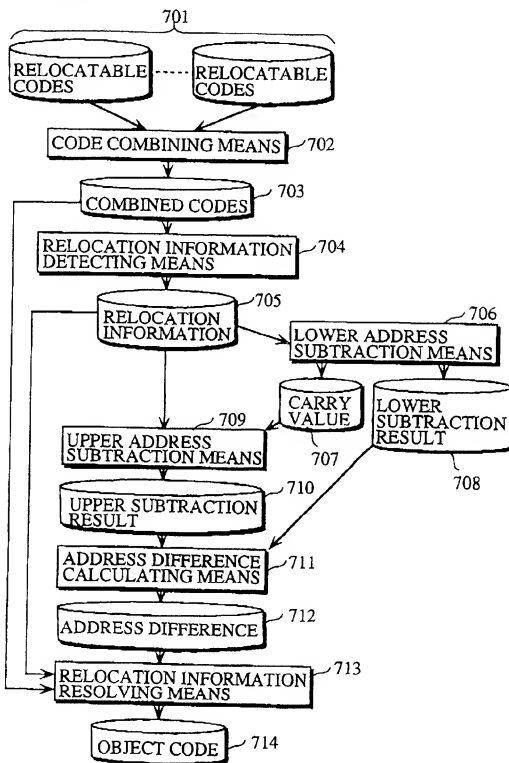 701
RELOCATABLE
CODES
RELOCATABLE
CODES
CODE COMBINING MEANS
702
703
COMBINED CODES
704
RELOCATION INFORMATION
DETECTING MEANS
705
RELOCATION
INFORMATION
706
LOWER ADDRESS
SUBTRACTION MEANS
CARRY
VALUE
707
LOWER
SUBTRACTION
RESULT
708
709
UPPER ADDRESS
SUBTRACTION MEANS
710
UPPER SUBTRACTION
RESULT
ADDRESS DIFFERENCE
CALCULATING MEANS
711
712
ADDRESS DIFFERENCE
RELOCATION INFORMATION
RESOLVING MEANS
713
OBJECT CODE
714